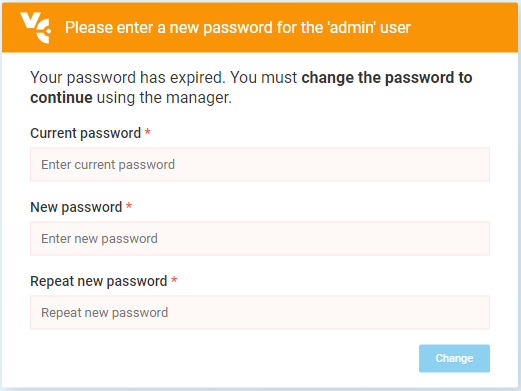 Please enter a new password for the 'admin' user
Your password has expired. You must change the password to
continue using the manager.
Current password *
Enter current password
New password *
Enter new password
Repeat new password *
Repeat new password
Change